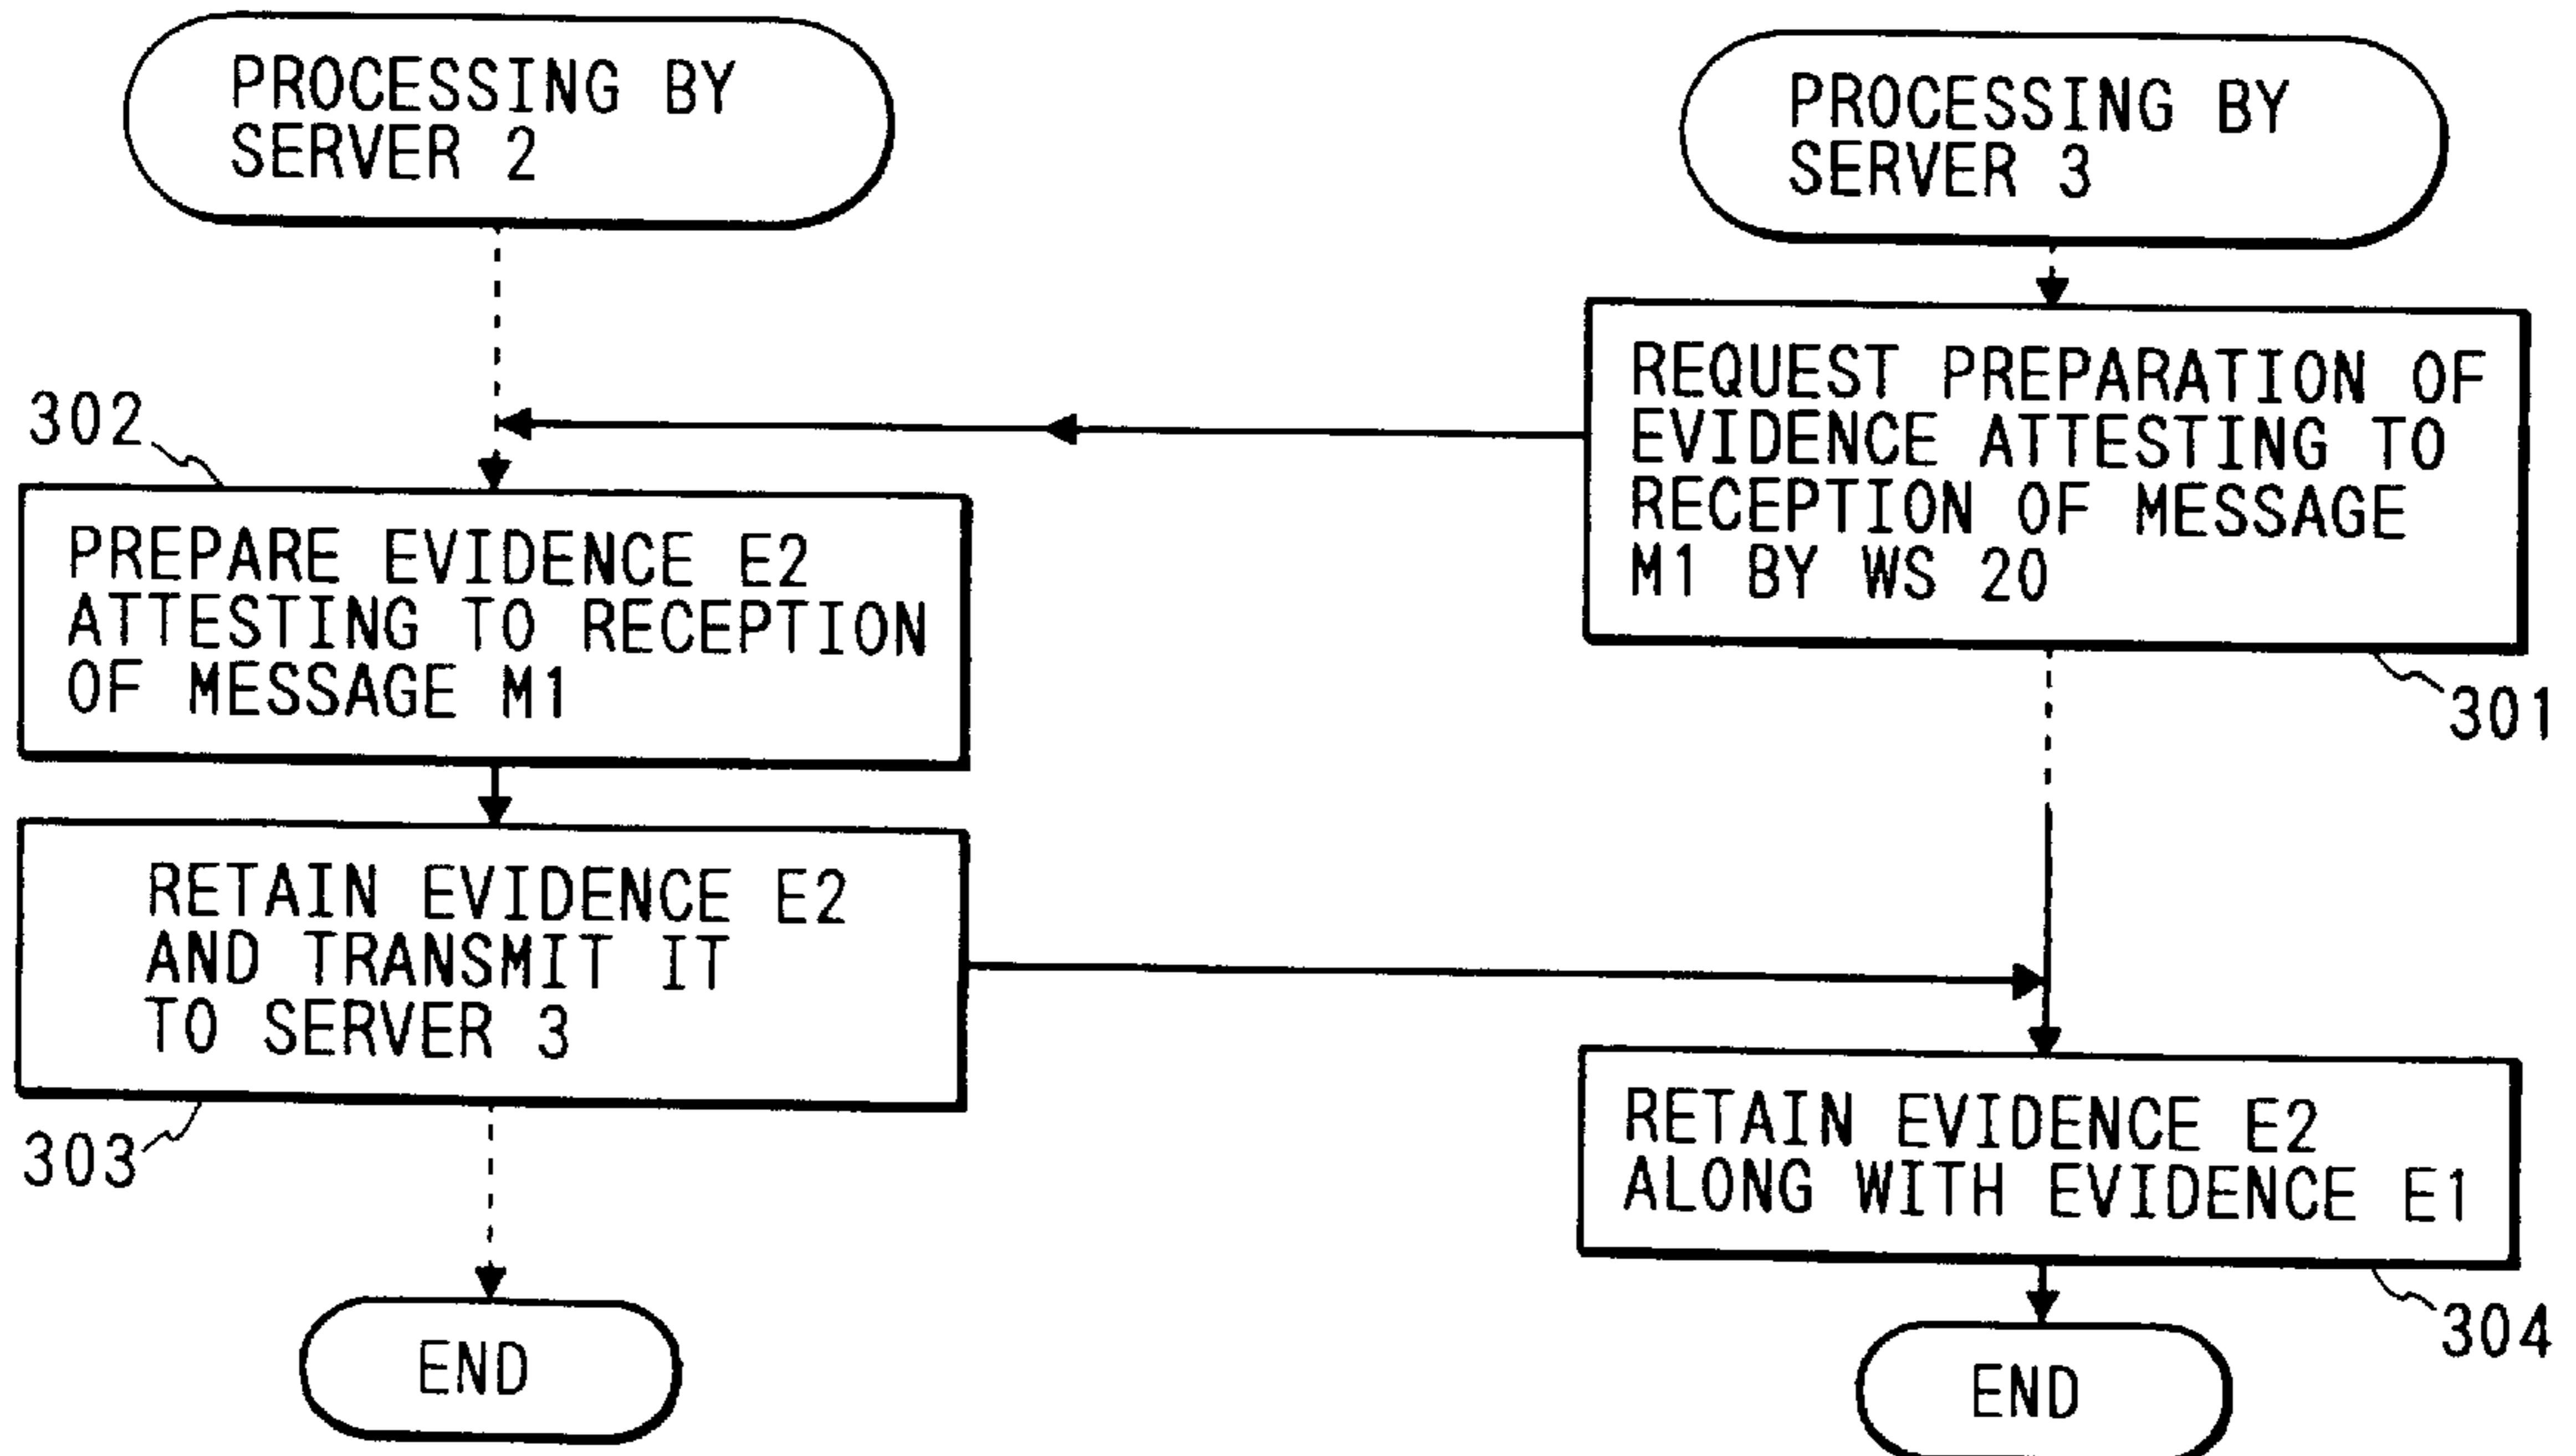 PROCESSING BY
SERVER 2
PROCESSING BY
SERVER 3
REQUEST PREPARATION OF
EVIDENCE ATTESTING TO
RECEPTION OF MESSAGE
M1 BY WS 20
301
302
PREPARE EVIDENCE E2
ATTESTING TO RECEPTION
OF MESSAGE M1
RETAIN EVIDENCE E2
AND TRANSMIT IT
TO SERVER 3
303
RETAIN EVIDENCE E2
ALONG WITH EVIDENCE E1
304
END
END